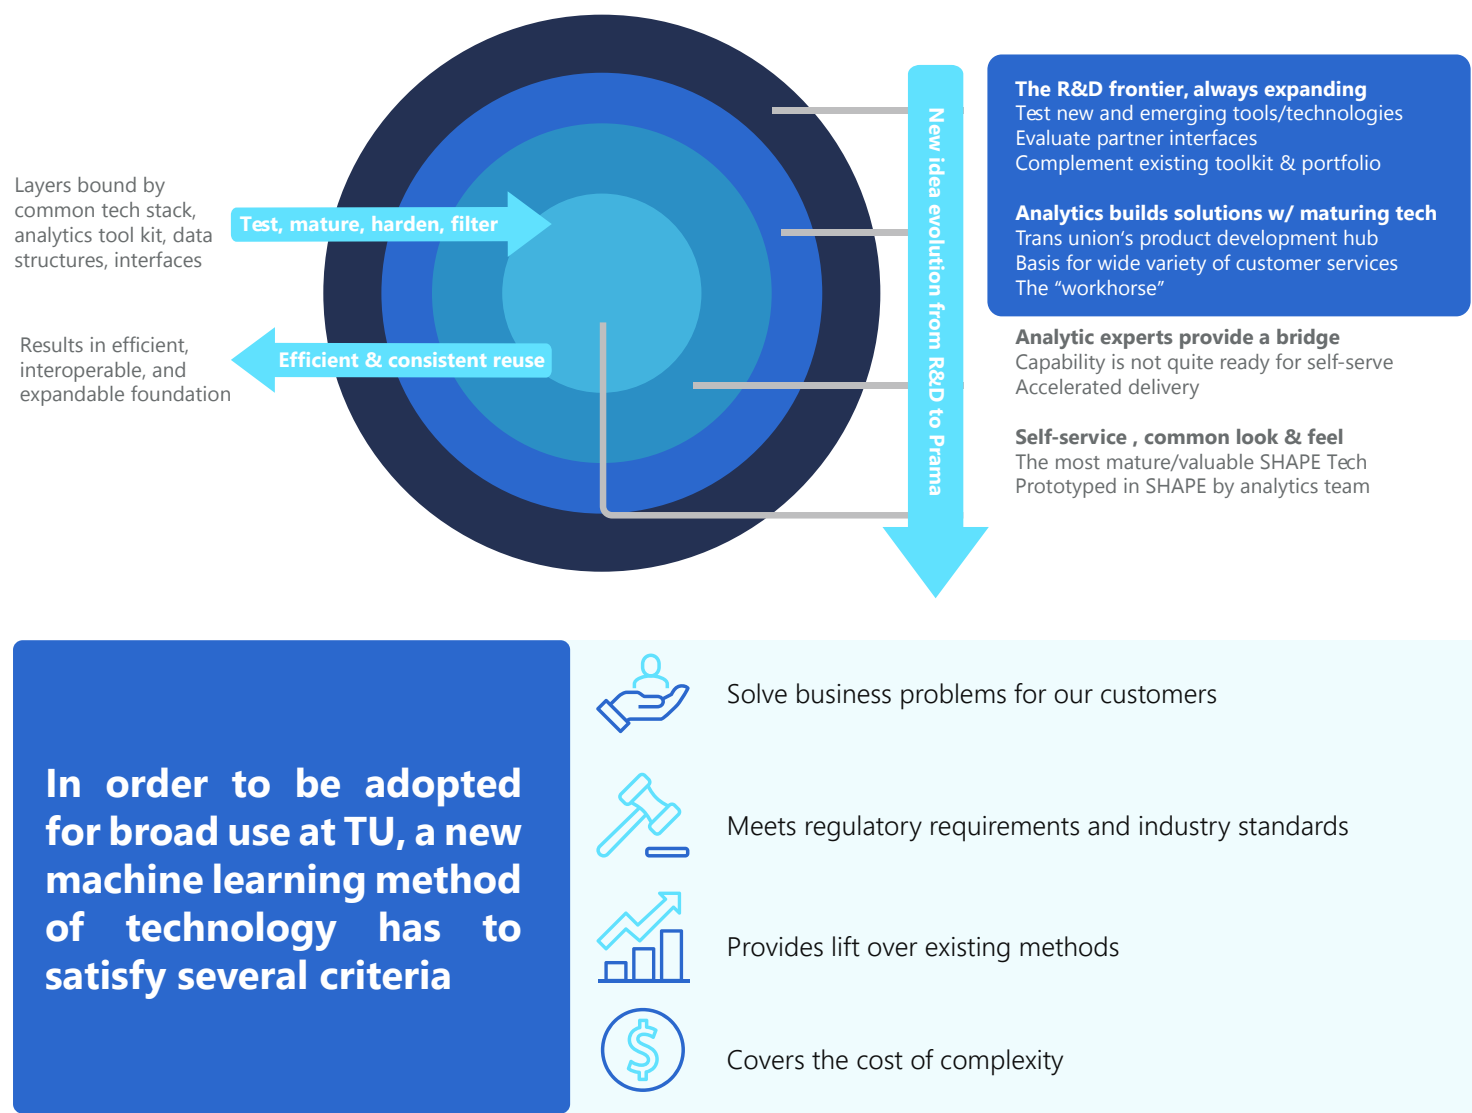 Layers bound by
common tech stack,
analytics tool kit, data
structures, interfaces
Test, mature, harden, filter
Results in efficient,
interoperable, and
expandable foundation
Efficient & consistent reuse
New idea evolution from R&D to Prama
The R&D frontier, always expanding
Test new and emerging tools/technologies
Evaluate partner interfaces
Complement existing toolkit & portfolio
Analytics builds solutions w/ maturing tech
Trans union‘s product development hub
Basis for wide variety of customer services
The “workhorse”
Analytic experts provide a bridge
Capability is not quite ready for self-serve
Accelerated delivery
Self-service , common look & feel
The most mature/valuable SHAPE Tech
Prototyped in SHAPE by analytics team
In order to be adopted
for broad use at TU, a new
machine learning method
of technology has to
satisfy several criteria
Solve business problems for our customers
Meets regulatory requirements and industry standards
Provides lift over existing methods
$
Covers the cost of complexity